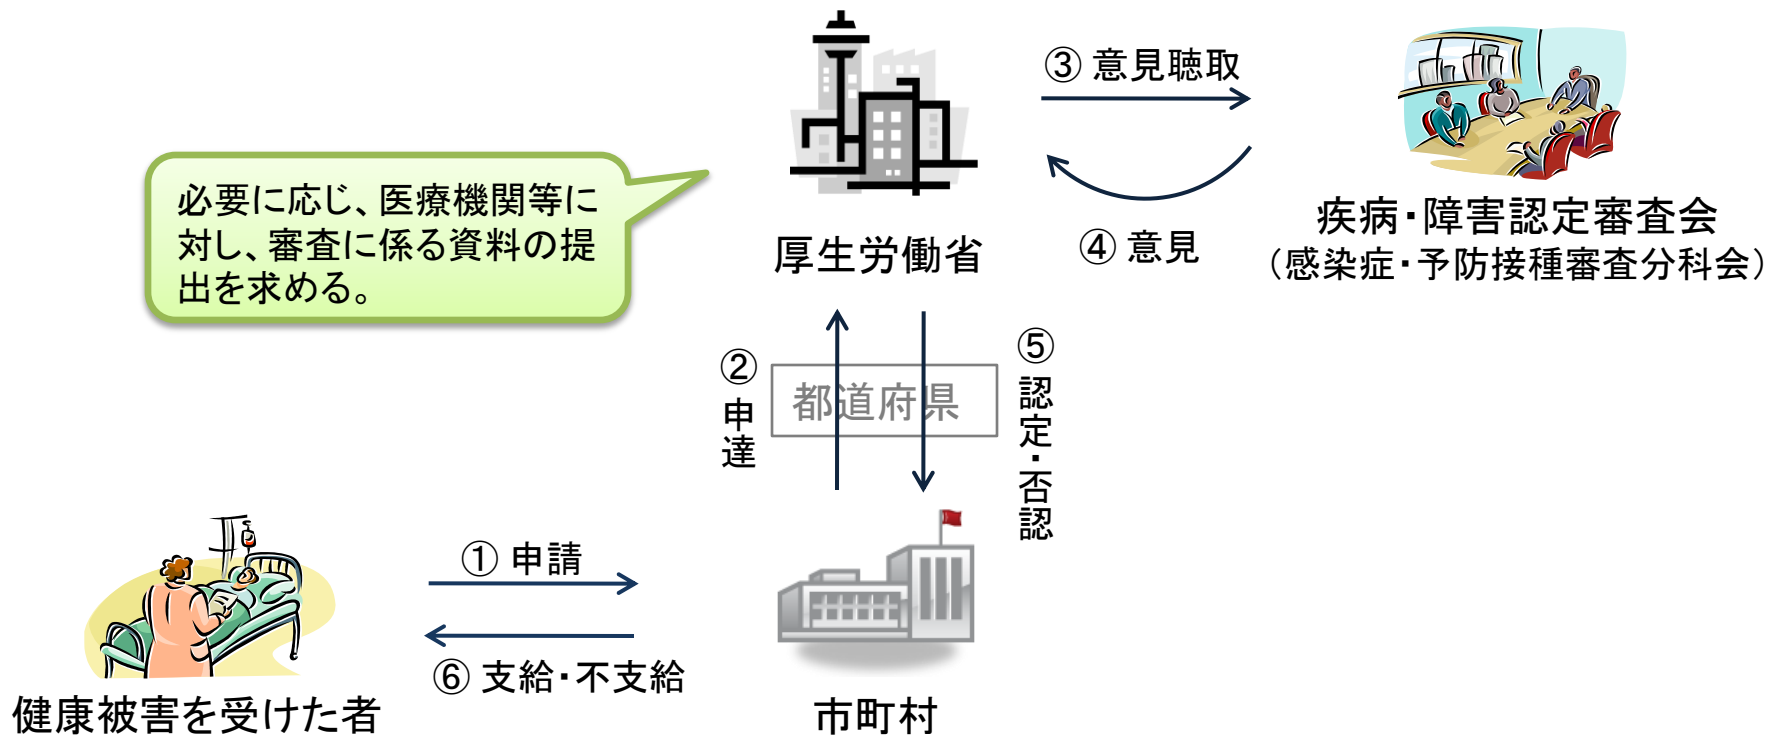 ③ 意見聴取
必要に応じ、医療機関等に
対し、審査に係る資料の提
出を求める。
厚生労働省
④ 意見
疾病・障害認定審査会
（感染症・予防接種審査分科会）
② 申達
都道府県
⑤ 認定・否認
① 申請
⑥ 支給・不支給
健康被害を受けた者
市町村